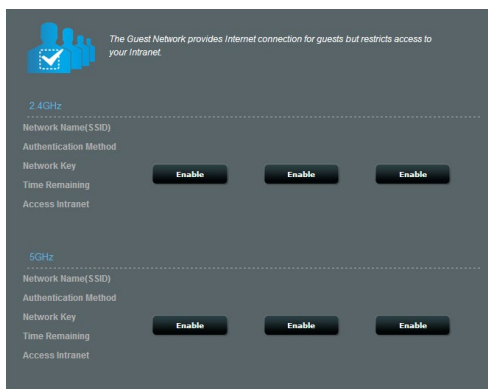 The Guest Network provides Internet connection for guests but restricts access to
your Intranet.
2.4GHz
Network Name(SSID)
Authentication Method
Network Key
Enable Enable Enable
Time Remaining
Access Intranet
5GHz
Network Name(SSID)
Authentication Method
Network Key
Enable Enable Enable
Time Remaining
Access Intranet